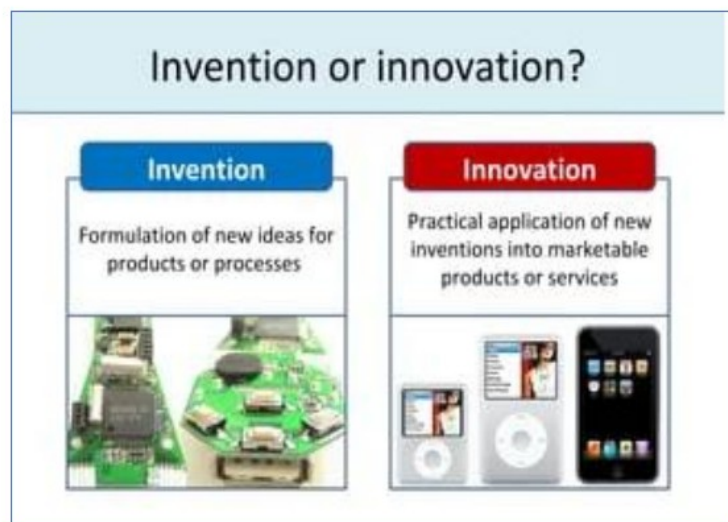 Invention or innovation?
Invention
Formulation of new ideas for
products or processes
Innovation
Practical application of new
inventions into marketable
products or services